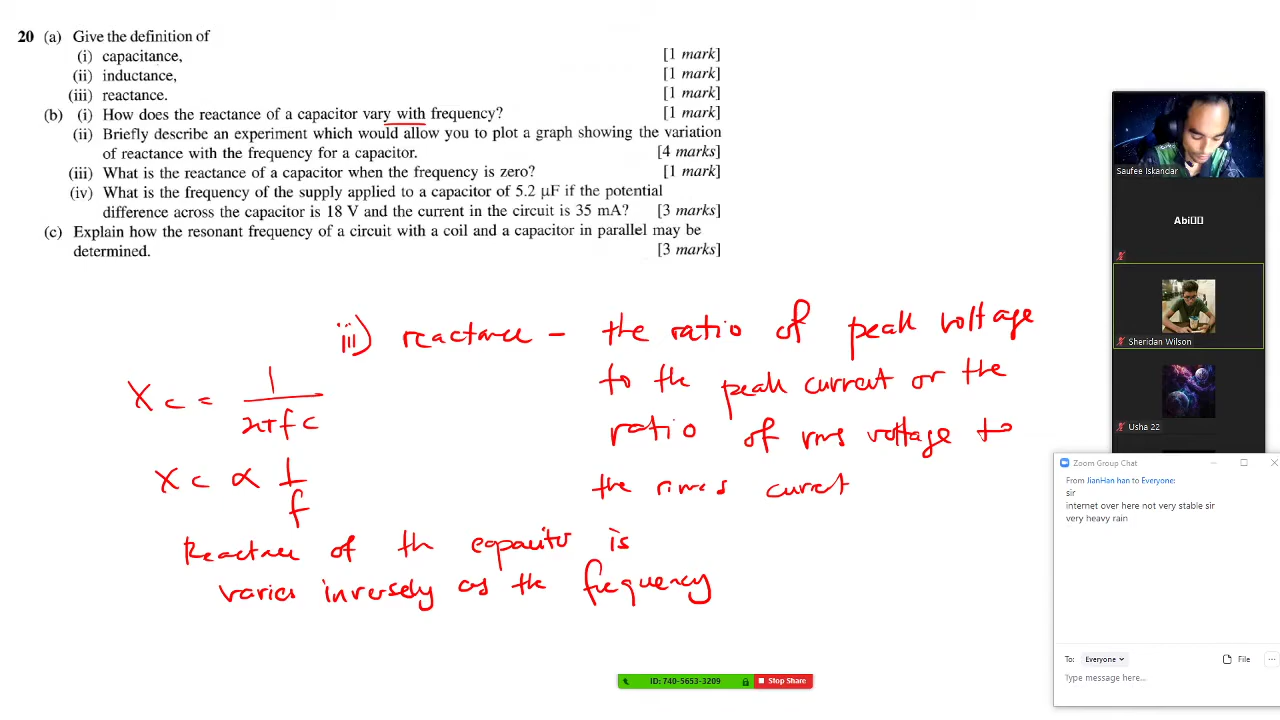 20 (a) Give the definition of
(i) capacitance, [1 mark]
(ii) inductance, [1 mark]
(iii) reactance. [1 mark]
(b) (i) How does the reactance of a capacitor vary with frequency? [1 mark]
(ii) Briefly describe an experiment which would allow you to plot a graph showing the variation
of reactance with the frequency for a capacitor. [4 marks]
(iii) What is the reactance of a capacitor when the frequency is zero? [1 mark]
(iv) What is the frequency of the supply applied to a capacitor of 5.2 μF if the potential
difference across the capacitor is 18 V and the current in the circuit is 35 mA? [3 marks]
(c) Explain how the resonant frequency of a circuit with a coil and a capacitor in parallel may be
determined. [3 marks]
iii) reactance - the ratio of peak voltage
to the peak current or the
ratio of rms voltage to
the rms curret
Xc = 1/2πfc
Xc ∝ 1/f
Reactance of the capacitor is
varies inversely as the frequency
Saufee Iskandar
Abi
Sheridan Wilson
Usha 22
Zoom Group Chat
From JianHan han to Everyone:
sir
internet over here not very stable sir
very heavy rain
To: Everyone
File
...
Type message here...
ID: 740-5653-3209
Stop Share